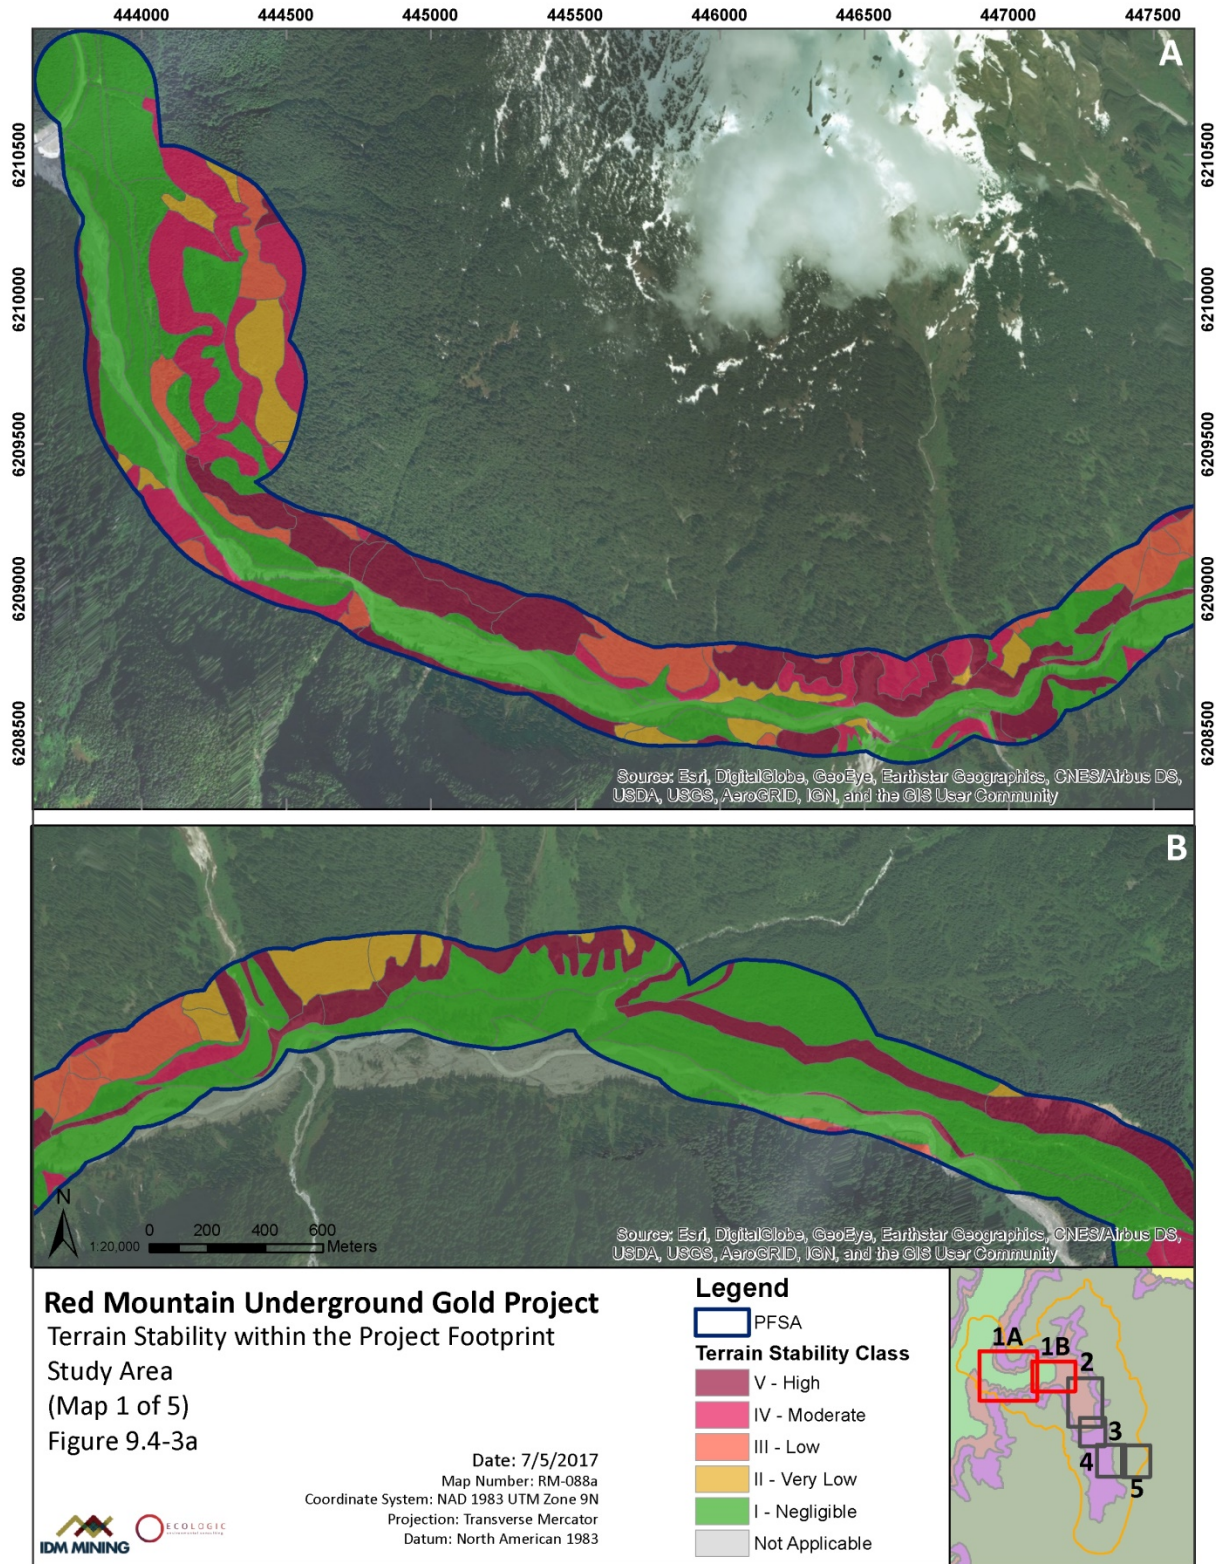 444000 444500 445000 445500 446000 446500 447000 447500
A
6210500
6210000
6209500
6209000
6208500
6210500
6210000
6209500
6209000
6208500
Source: Esri, DigitalGlobe, GeoEye, Earthstar Geographics, CNES/Airbus DS,
USDA, USGS, AeroGRID, IGN, and the GIS User Community
B
N
0 200 400 600
1:20,000
Meters
Source: Esri, DigitalGlobe, GeoEye, Earthstar Geographics, CNES/Airbus DS,
USDA, USGS, AeroGRID, IGN, and the GIS User Community
Red Mountain Underground Gold Project
Terrain Stability within the Project Footprint
Study Area
(Map 1 of 5)
Figure 9.4-3a
Date: 7/5/2017
Map Number: RM-088a
Coordinate System: NAD 1983 UTM Zone 9N
Projection: Transverse Mercator
Datum: North American 1983
IDM MINING
ECOLOGIC
Legend
PFSA
Terrain Stability Class
V - High
IV - Moderate
III - Low
II - Very Low
I - Negligible
Not Applicable
1A
1B
2
3
4
5